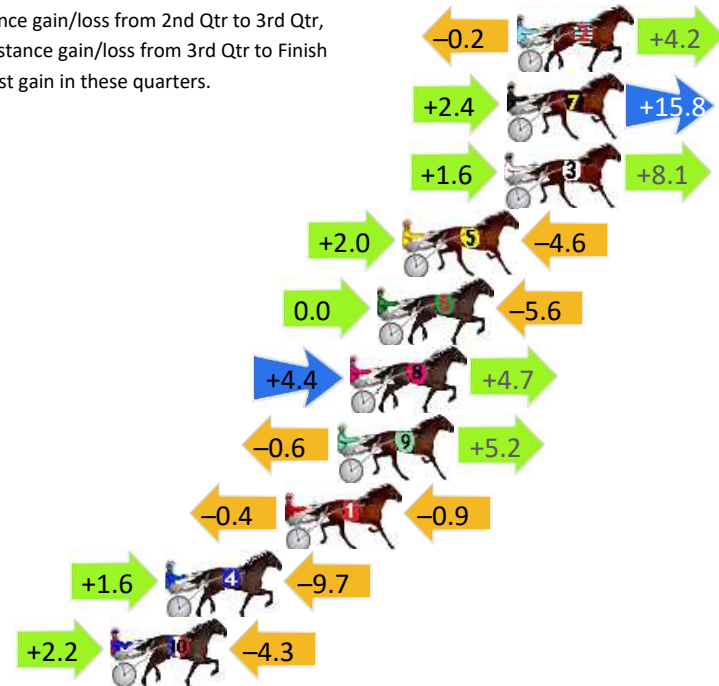 nce gain/loss from 2nd Qtr to 3rd Qtr,
stance gain/loss from 3rd Qtr to Finish
st gain in these quarters.
–0.2 2 +4.2
+2.4 7 +15.8
+1.6 3 +8.1
+2.0 5 –4.6
0.0 6 –5.6
+4.4 8 +4.7
–0.6 9 +5.2
–0.4 1 –0.9
+1.6 4 –9.7
+2.2 10 –4.3